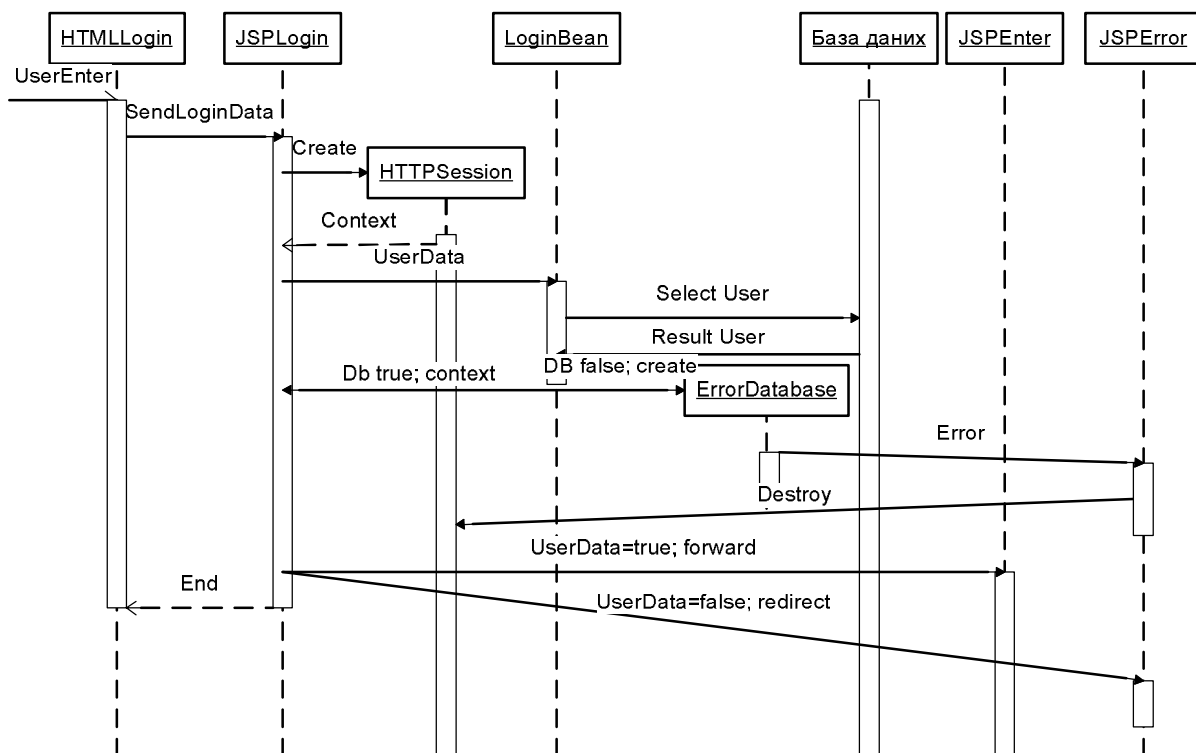 HTMLLogin
JSPLogin
LoginBean
База даних
JSPEnter
JSPError
UserEnter
SendLoginData
Create
HTTPSession
Context
UserData
Select User
Result User
DB false; create
Db true; context
ErrorDatabase
Error
Destroy
UserData=true; forward
End
UserData=false; redirect